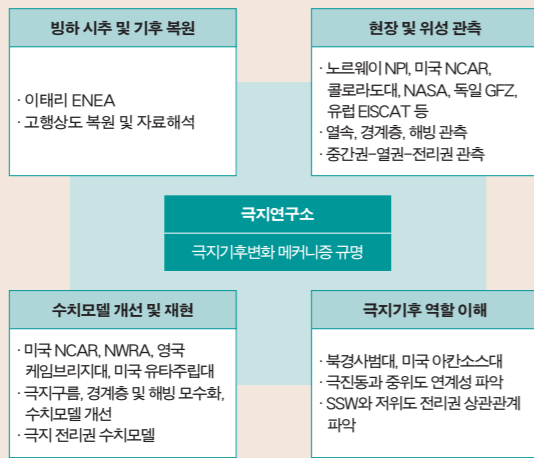 빙하 시추 및 기후 복원
· 이태리 ENEA
· 고행상도 복원 및 자료해석
현장 및 위성 관측
· 노르웨이 NPI, 미국 NCAR,
콜로라도대, NASA, 독일 GFZ,
유럽 EISCAT 등
· 열속, 경계층, 해빙 관측
· 중간권-열권-전리권 관측
극지연구소
극지기후변화 메커니즘 규명
수치모델 개선 및 재현
· 미국 NCAR, NWRA, 영국
케임브리지대, 미국 유타주립대
· 극지구름, 경계층 및 해빙 모수화,
수치모델 개선
· 극지 전리권 수치모델
극지기후 역할 이해
· 북경사범대, 미국 아칸소스대
· 극진동과 중위도 연계성 파악
· SSW와 저위도 전리권 상관관계
파악